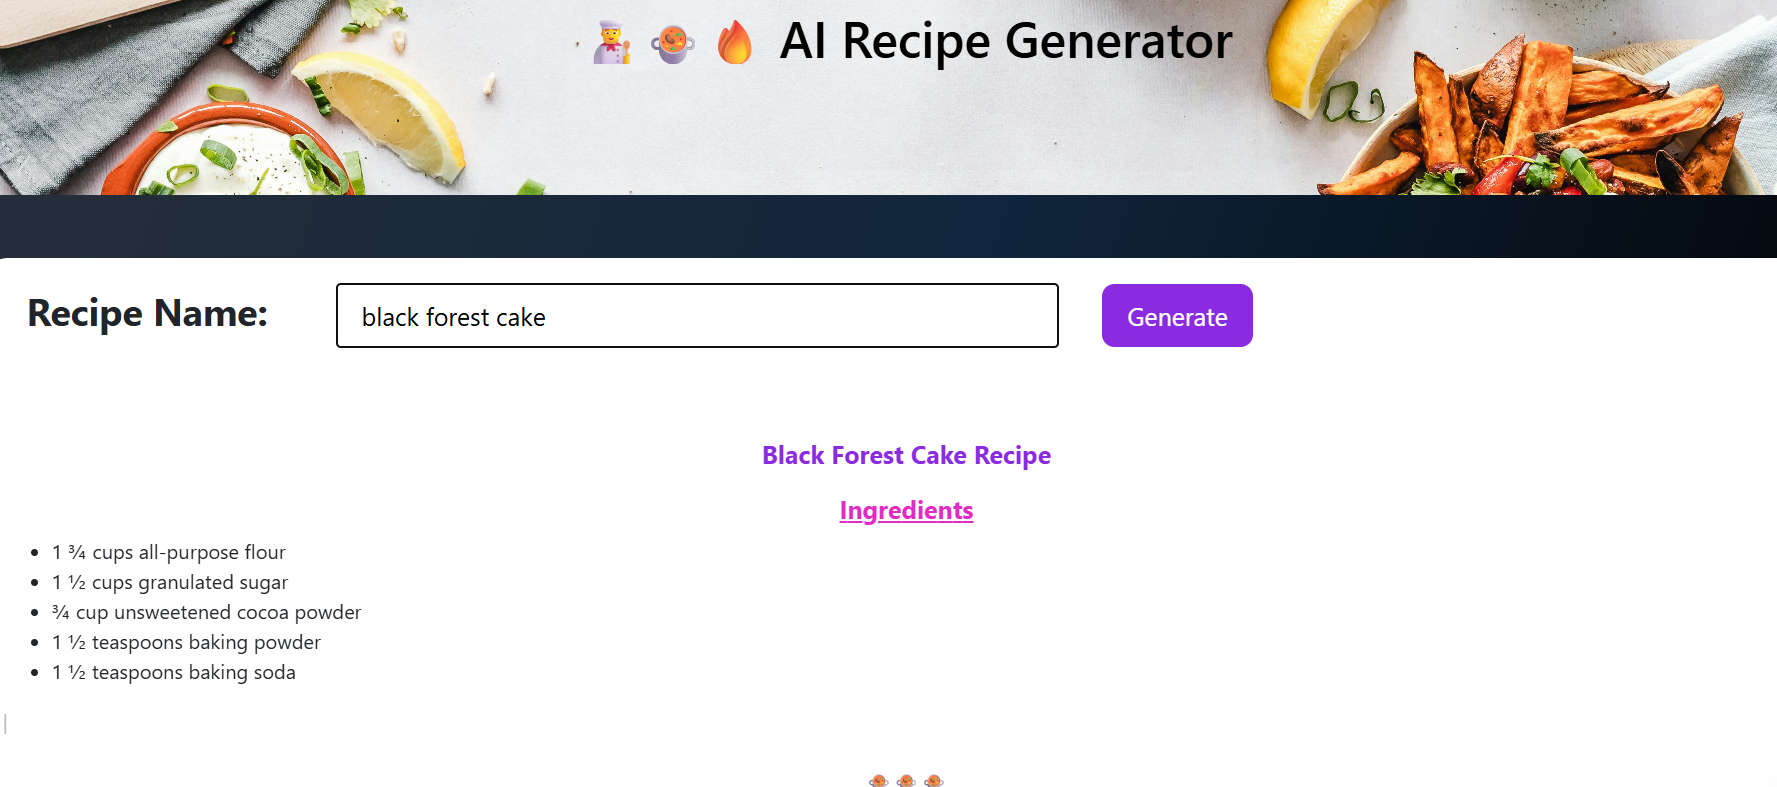 AI Recipe Generator
Recipe Name:
black forest cake
Generate
Black Forest Cake Recipe
Ingredients
• 1 ¾ cups all-purpose flour
• 1 ½ cups granulated sugar
• ¾ cup unsweetened cocoa powder
• 1 ½ teaspoons baking powder
• 1 ½ teaspoons baking soda